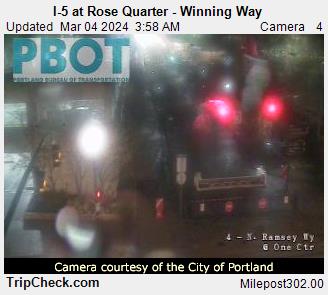 I-5 at Rose Quarter - Winning Way
Updated Mar 04 2024 3:58 AM Camera 4
PBOT
PORTLAND BUREAU OF TRANSPORTATION
4 - N. Ramsey Wy
@ One Ctr
Camera courtesy of the City of Portland
TripCheck.com Milepost302.00